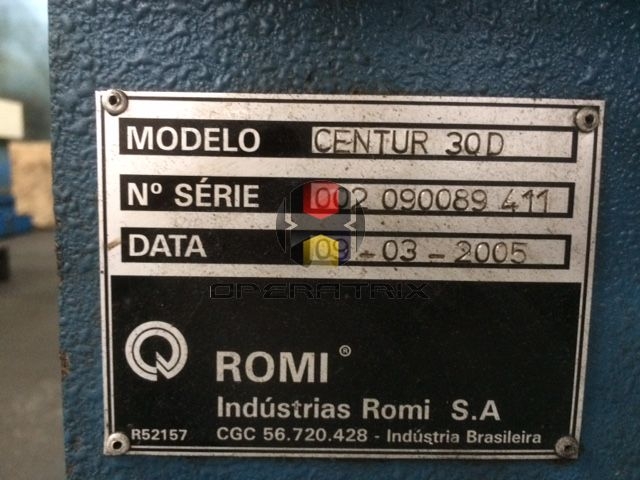 MODELO CENTUR 30D
Nº SÉRIE 002 090089 411
DATA 09-03-2005
OPERATRIX
ROMI®
Indústrias Romi S.A
R52157 CGC 56.720.428 - Indústria Brasileira